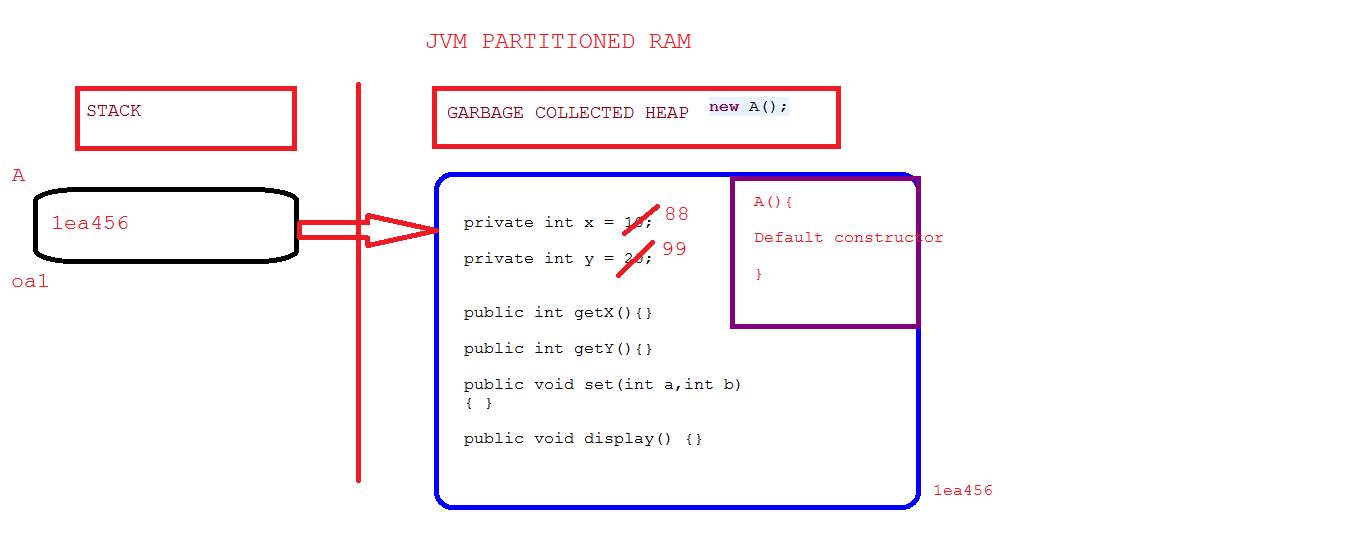 JVM PARTITIONED RAM
STACK
GARBAGE COLLECTED HEAP new A();
A
1ea456
oa1
private int x = 10; 88
private int y = 20; 99
public int getX(){}
public int getY(){}
public void set(int a,int b)
{ }
public void display() {}
A(){
Default constructor
}
1ea456